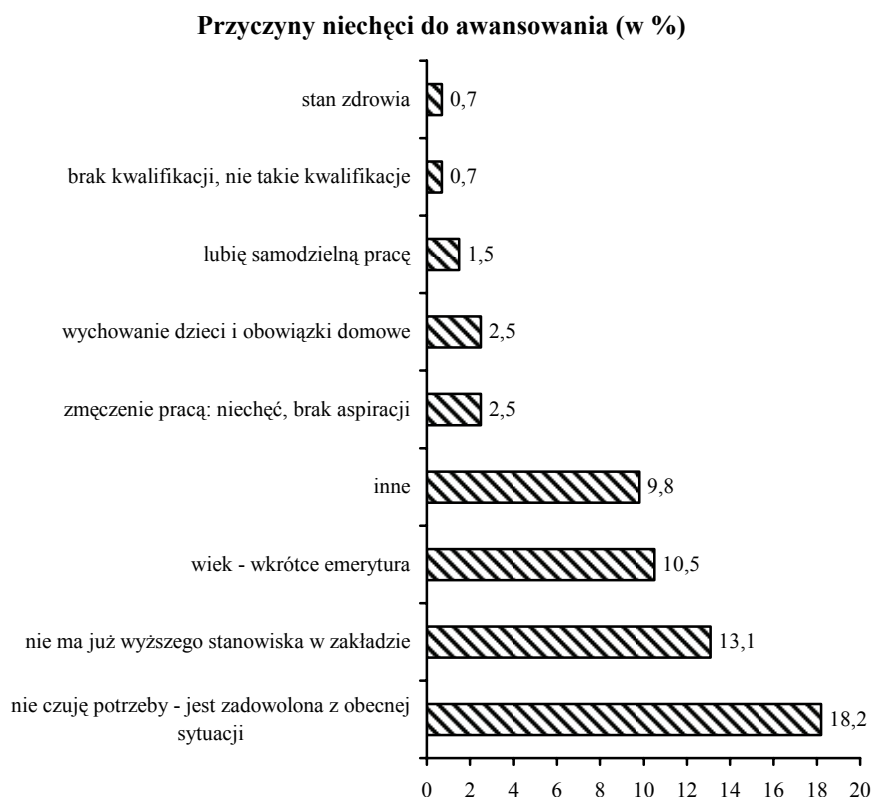 Przyczyny niechęci do awansowania (w %)
stan zdrowia
0,7
brak kwalifikacji, nie takie kwalifikacje
0,7
lubię samodzielną pracę
1,5
wychowanie dzieci i obowiązki domowe
2,5
zmęczenie pracą: niechęć, brak aspiracji
2,5
inne
9,8
wiek - wkrótce emerytura
10,5
nie ma już wyższego stanowiska w zakładzie
13,1
nie czuję potrzeby - jest zadowolona z obecnej
sytuacji
18,2
0 2 4 6 8 10 12 14 16 18 20